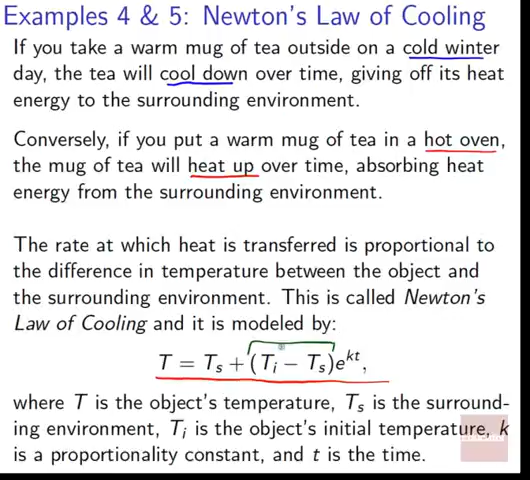 Examples 4 & 5: Newton's Law of Cooling
If you take a warm mug of tea outside on a cold winter
day, the tea will cool down over time, giving off its heat
energy to the surrounding environment.
Conversely, if you put a warm mug of tea in a hot oven,
the mug of tea will heat up over time, absorbing heat
energy from the surrounding environment.
The rate at which heat is transferred is proportional to
the difference in temperature between the object and
the surrounding environment. This is called Newton's
Law of Cooling and it is modeled by:
T = Tₛ + (Tᵢ − Tₛ)eᵏᵗ,
where T is the object's temperature, Tₛ is the surround-
ing environment, Tᵢ is the object's initial temperature, k
is a proportionality constant, and t is the time.